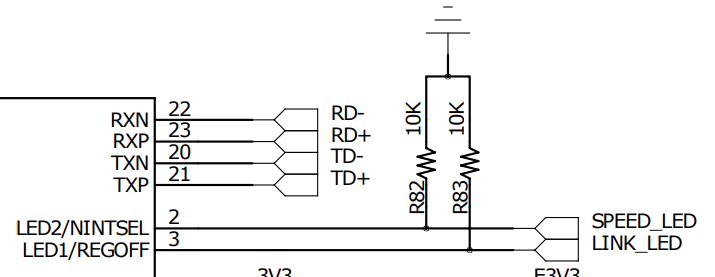 10K
10K
R82
R83
RXN 22 RD-
RXP 23 RD+
TXN 20 TD-
TXP 21 TD+
LED2/NINTSEL 2 SPEED_LED
LED1/REGOFF 3 LINK_LED
3V3
E3V3